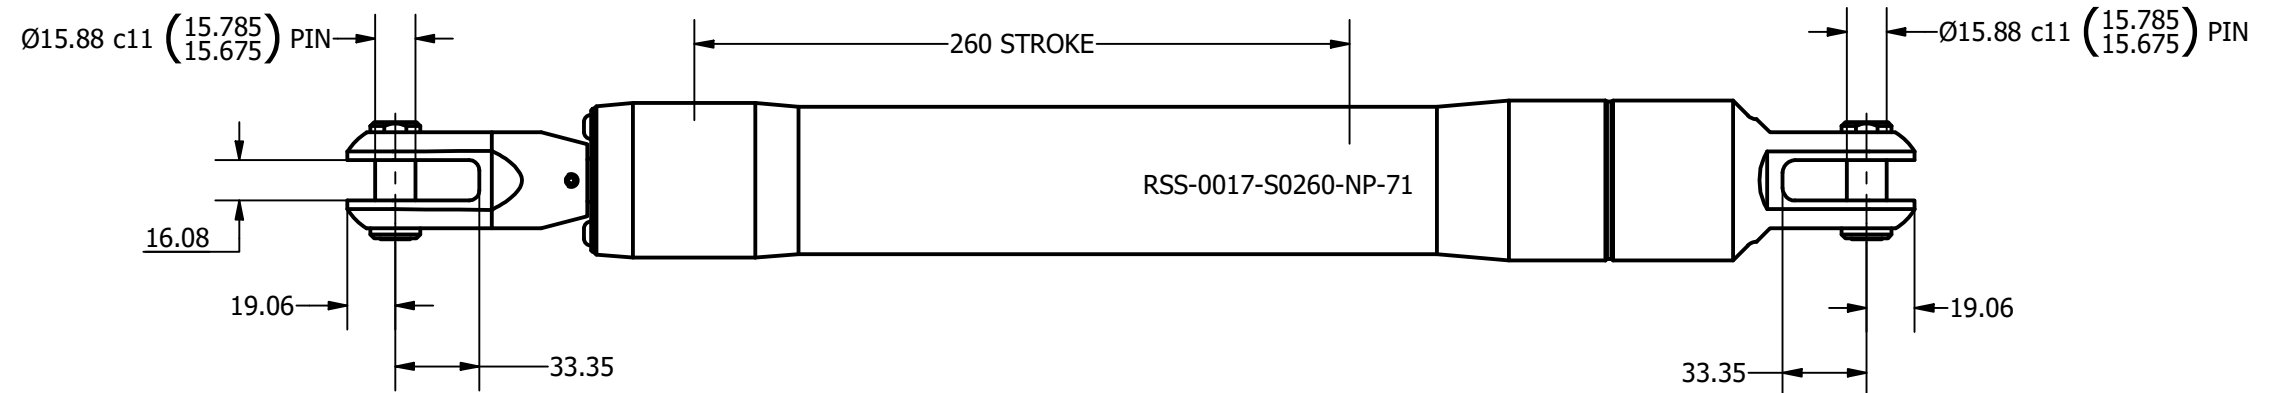 Ø15.88 c11 (15.785 15.675) PIN
260 STROKE
Ø15.88 c11 (15.785 15.675) PIN
RSS-0017-S0260-NP-71
16.08
19.06
19.06
33.35
33.35